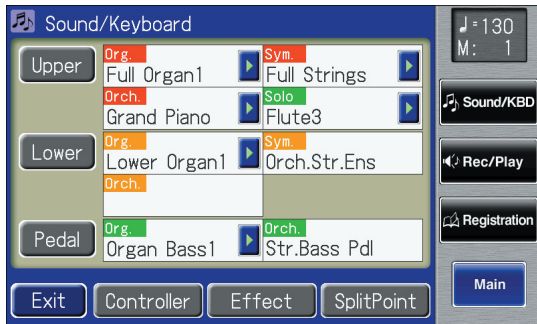 Sound/Keyboard
♩=130
M: 1
Upper
Org.
Full Organ1
Sym.
Full Strings
Orch.
Grand Piano
Solo
Flute3
Sound/KBD
Lower
Org.
Lower Organ1
Sym.
Orch.Str.Ens
Orch.
Rec/Play
Pedal
Org.
Organ Bass1
Orch.
Str.Bass Pdl
Registration
Exit
Controller
Effect
SplitPoint
Main